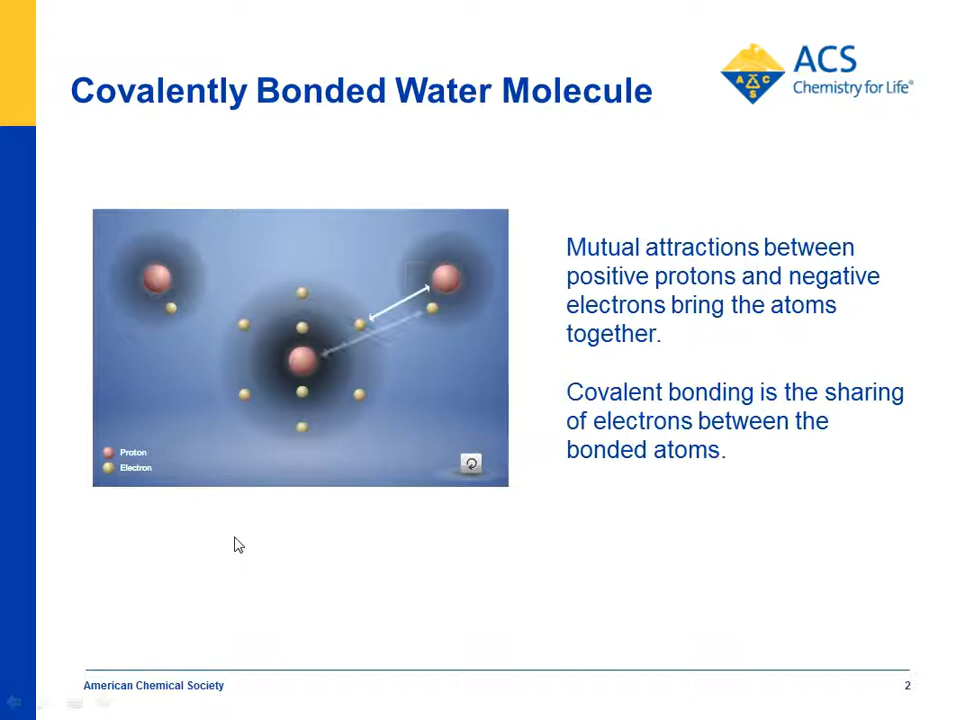 Covalently Bonded Water Molecule
A C S
ACS
Chemistry for Life®
Mutual attractions between
positive protons and negative
electrons bring the atoms
together.
Covalent bonding is the sharing
of electrons between the
bonded atoms.
Proton
Electron
American Chemical Society
2